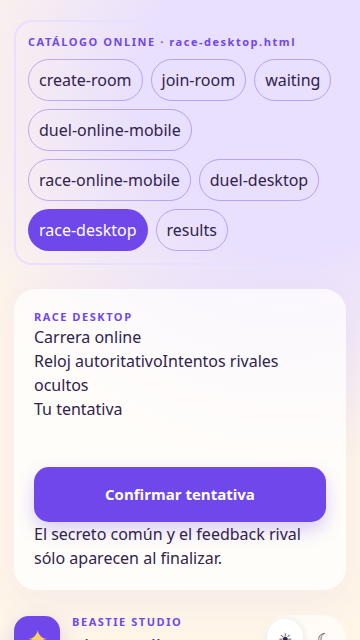 CATÁLOGO ONLINE · race-desktop.html
create-room join-room waiting
duel-online-mobile
race-online-mobile duel-desktop
race-desktop results
RACE DESKTOP
Carrera online
Reloj autoritativoIntentos rivales
ocultos
Tu tentativa
Confirmar tentativa
El secreto común y el feedback rival
sólo aparecen al finalizar.
BEASTIE STUDIO